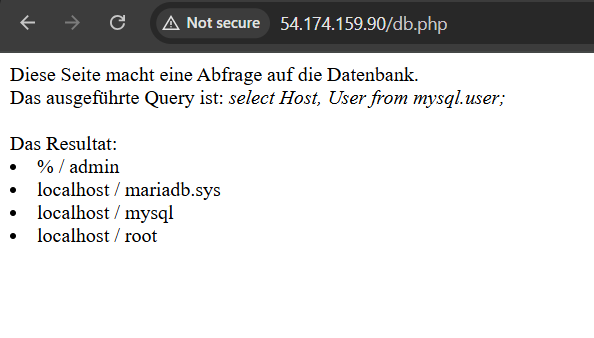 Not secure 54.174.159.90/db.php
Diese Seite macht eine Abfrage auf die Datenbank.
Das ausgeführte Query ist: select Host, User from mysql.user;
Das Resultat:
% / admin
localhost / mariadb.sys
localhost / mysql
localhost / root